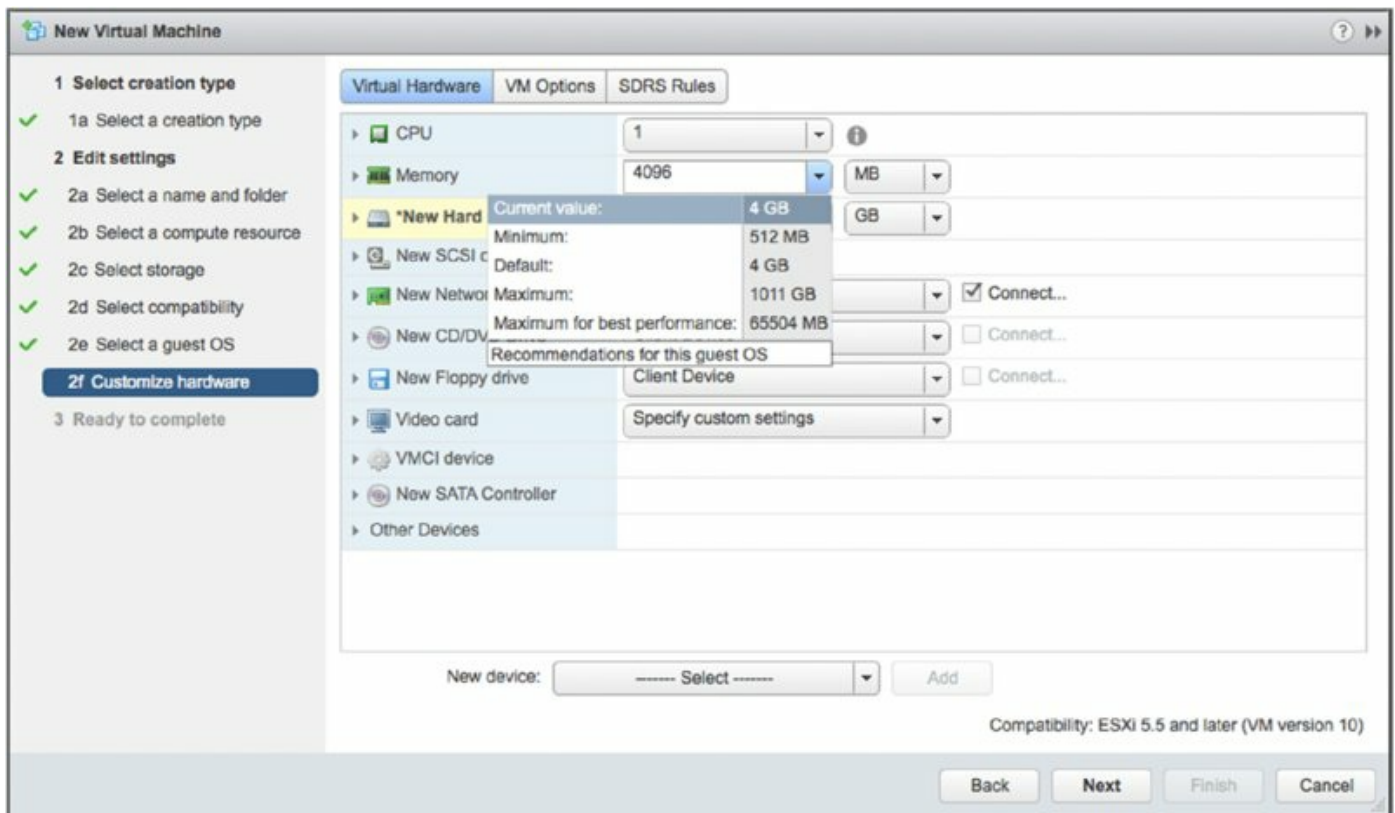 New Virtual Machine
1 Select creation type
1a Select a creation type
2 Edit settings
2a Select a name and folder
2b Select a compute resource
2c Select storage
2d Select compatibility
2e Select a guest OS
2f Customize hardware
3 Ready to complete
Virtual Hardware VM Options SDRS Rules
CPU 1
Memory 4096 MB
*New Hard GB
Current value: 4 GB
Minimum: 512 MB
Default: 4 GB
Maximum: 1011 GB
Maximum for best performance: 65504 MB
Recommendations for this guest OS
New SCSI c
New Networ Connect...
New CD/DV Connect...
New Floppy drive Client Device Connect...
Video card Specify custom settings
VMCI device
New SATA Controller
Other Devices
New device: ------- Select ------- Add
Compatibility: ESXi 5.5 and later (VM version 10)
Back Next Finish Cancel